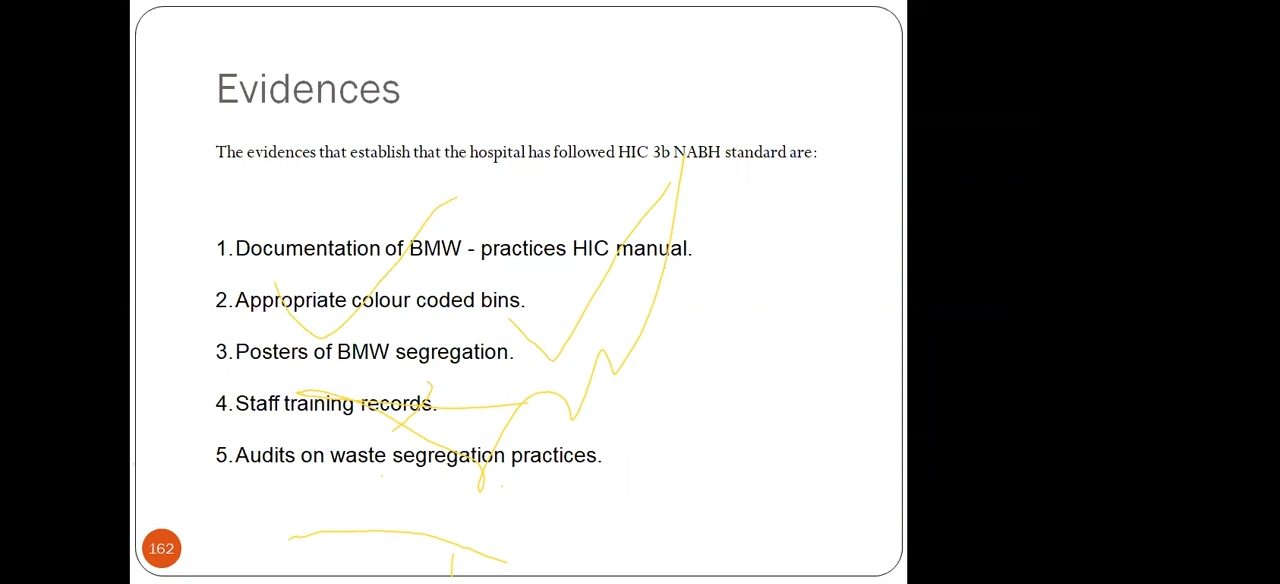 Evidences
The evidences that establish that the hospital has followed HIC 3b NABH standard are:
1.Documentation of BMW - practices HIC manual.
2.Appropriate colour coded bins.
3.Posters of BMW segregation.
4.Staff training records.
5.Audits on waste segregation practices.
162